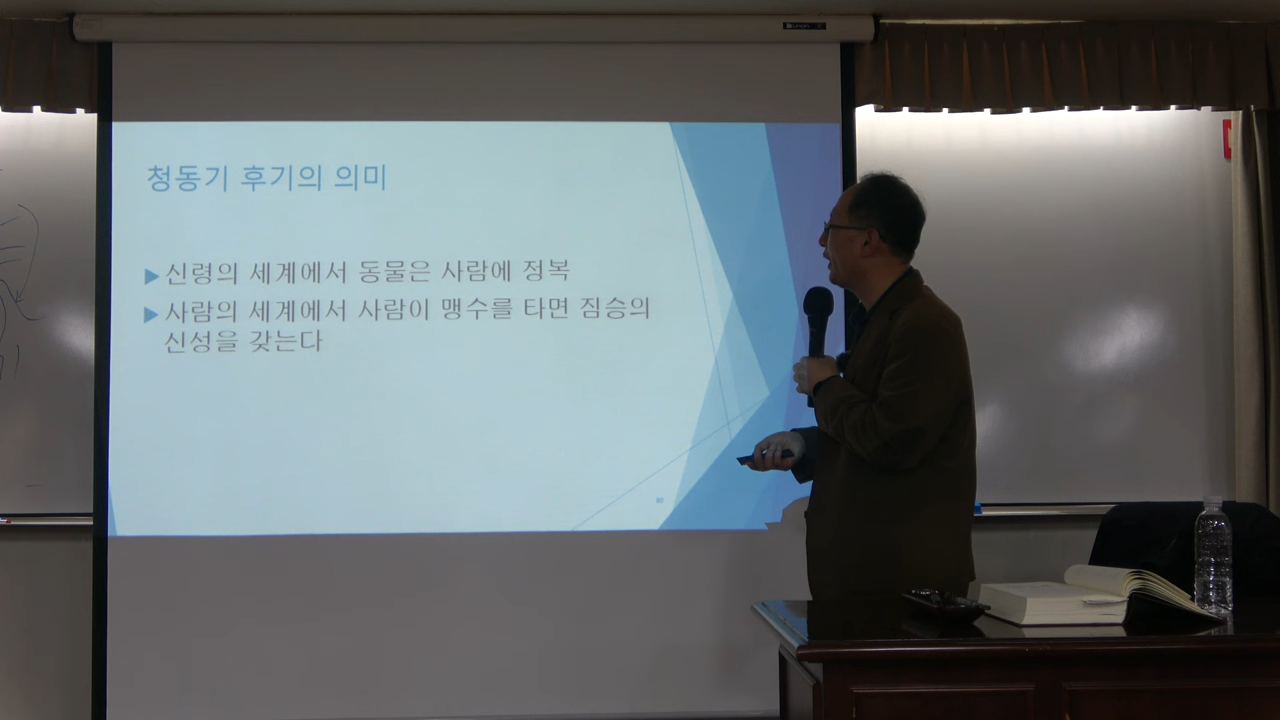 청동기 후기의 의미
신령의 세계에서 동물은 사람에 정복
사람의 세계에서 사람이 맹수를 타면 짐승의
신성을 갖는다